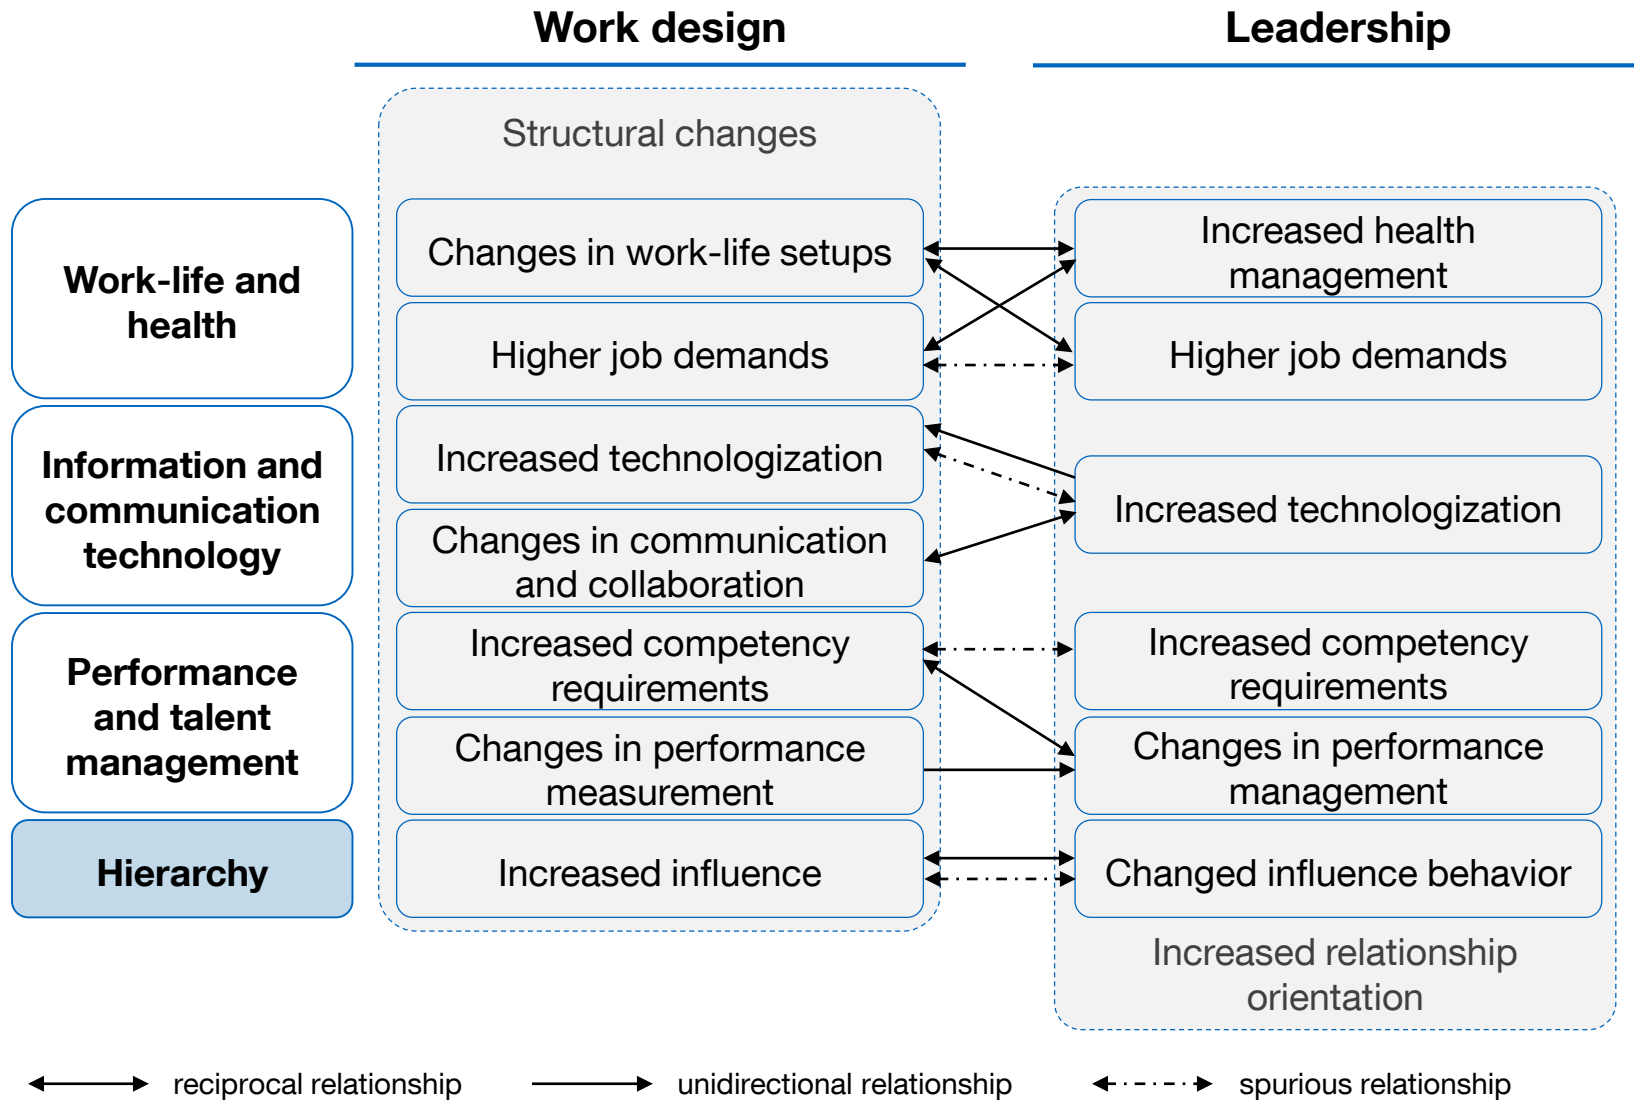 Work design
Leadership
Structural changes
Work-life and
health
Changes in work-life setups
Increased health
management
Higher job demands
Higher job demands
Information and
communication
technology
Increased technologization
Increased technologization
Changes in communication
and collaboration
Performance
and talent
management
Increased competency
requirements
Increased competency
requirements
Changes in performance
measurement
Changes in performance
management
Hierarchy
Increased influence
Changed influence behavior
Increased relationship
orientation
reciprocal relationship
unidirectional relationship
spurious relationship